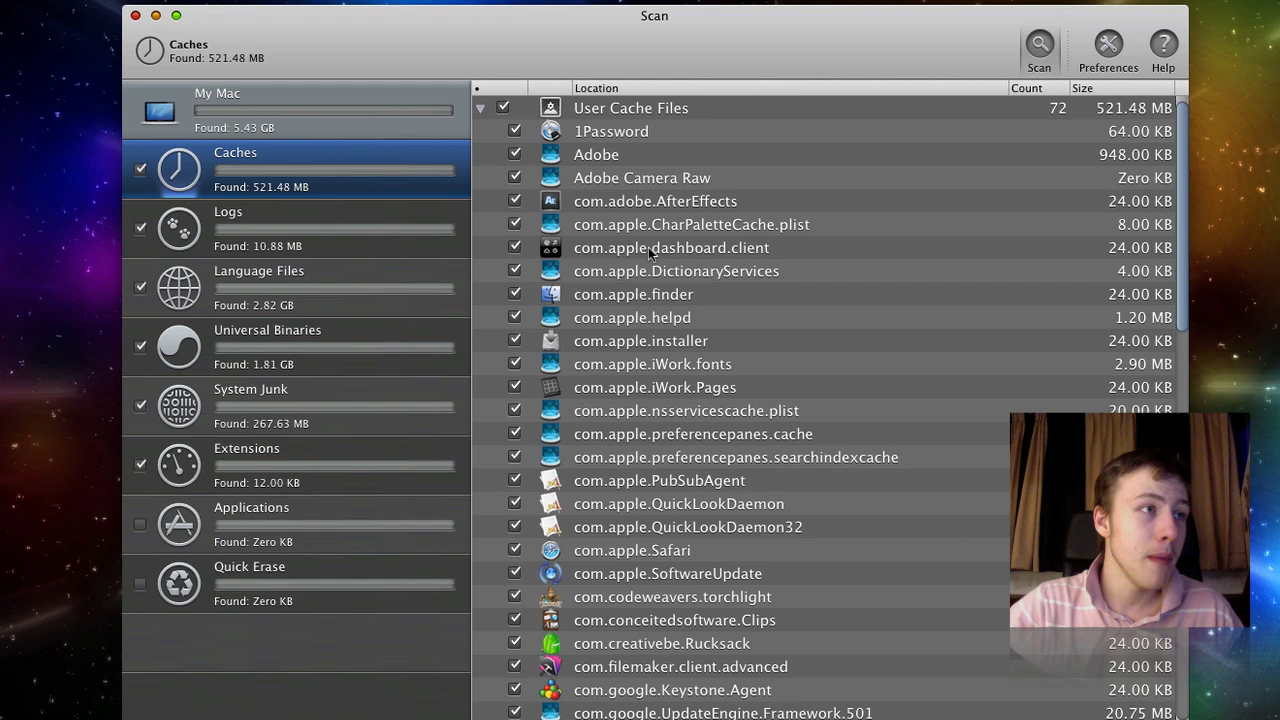 Scan
Caches
Found: 521.48 MB
Scan
Preferences
Help
My Mac
Found: 5.43 GB
Caches
Found: 521.48 MB
Logs
Found: 10.88 MB
Language Files
Found: 2.82 GB
Universal Binaries
Found: 1.81 GB
System Junk
Found: 267.63 MB
Extensions
Found: 12.00 KB
Applications
Found: Zero KB
Quick Erase
Found: Zero KB
Location Count Size
User Cache Files 72 521.48 MB
1Password 64.00 KB
Adobe 948.00 KB
Adobe Camera Raw Zero KB
com.adobe.AfterEffects 24.00 KB
Ae
com.apple.CharPaletteCache.plist 8.00 KB
com.apple.dashboard.client 24.00 KB
com.apple.DictionaryServices 4.00 KB
com.apple.finder 24.00 KB
com.apple.helpd 1.20 MB
com.apple.installer 24.00 KB
com.apple.iWork.fonts 2.90 MB
com.apple.iWork.Pages 24.00 KB
com.apple.nsservicescache.plist 20.00 KB
com.apple.preferencepanes.cache
com.apple.preferencepanes.searchindexcache
com.apple.PubSubAgent
com.apple.QuickLookDaemon
com.apple.QuickLookDaemon32
com.apple.Safari
com.apple.SoftwareUpdate
com.codeweavers.torchlight
com.conceitedsoftware.Clips
com.creativebe.Rucksack 24.00 KB
com.filemaker.client.advanced 24.00 KB
com.google.Keystone.Agent 24.00 KB
com.google.UpdateEngine.Framework.501 20.75 MB